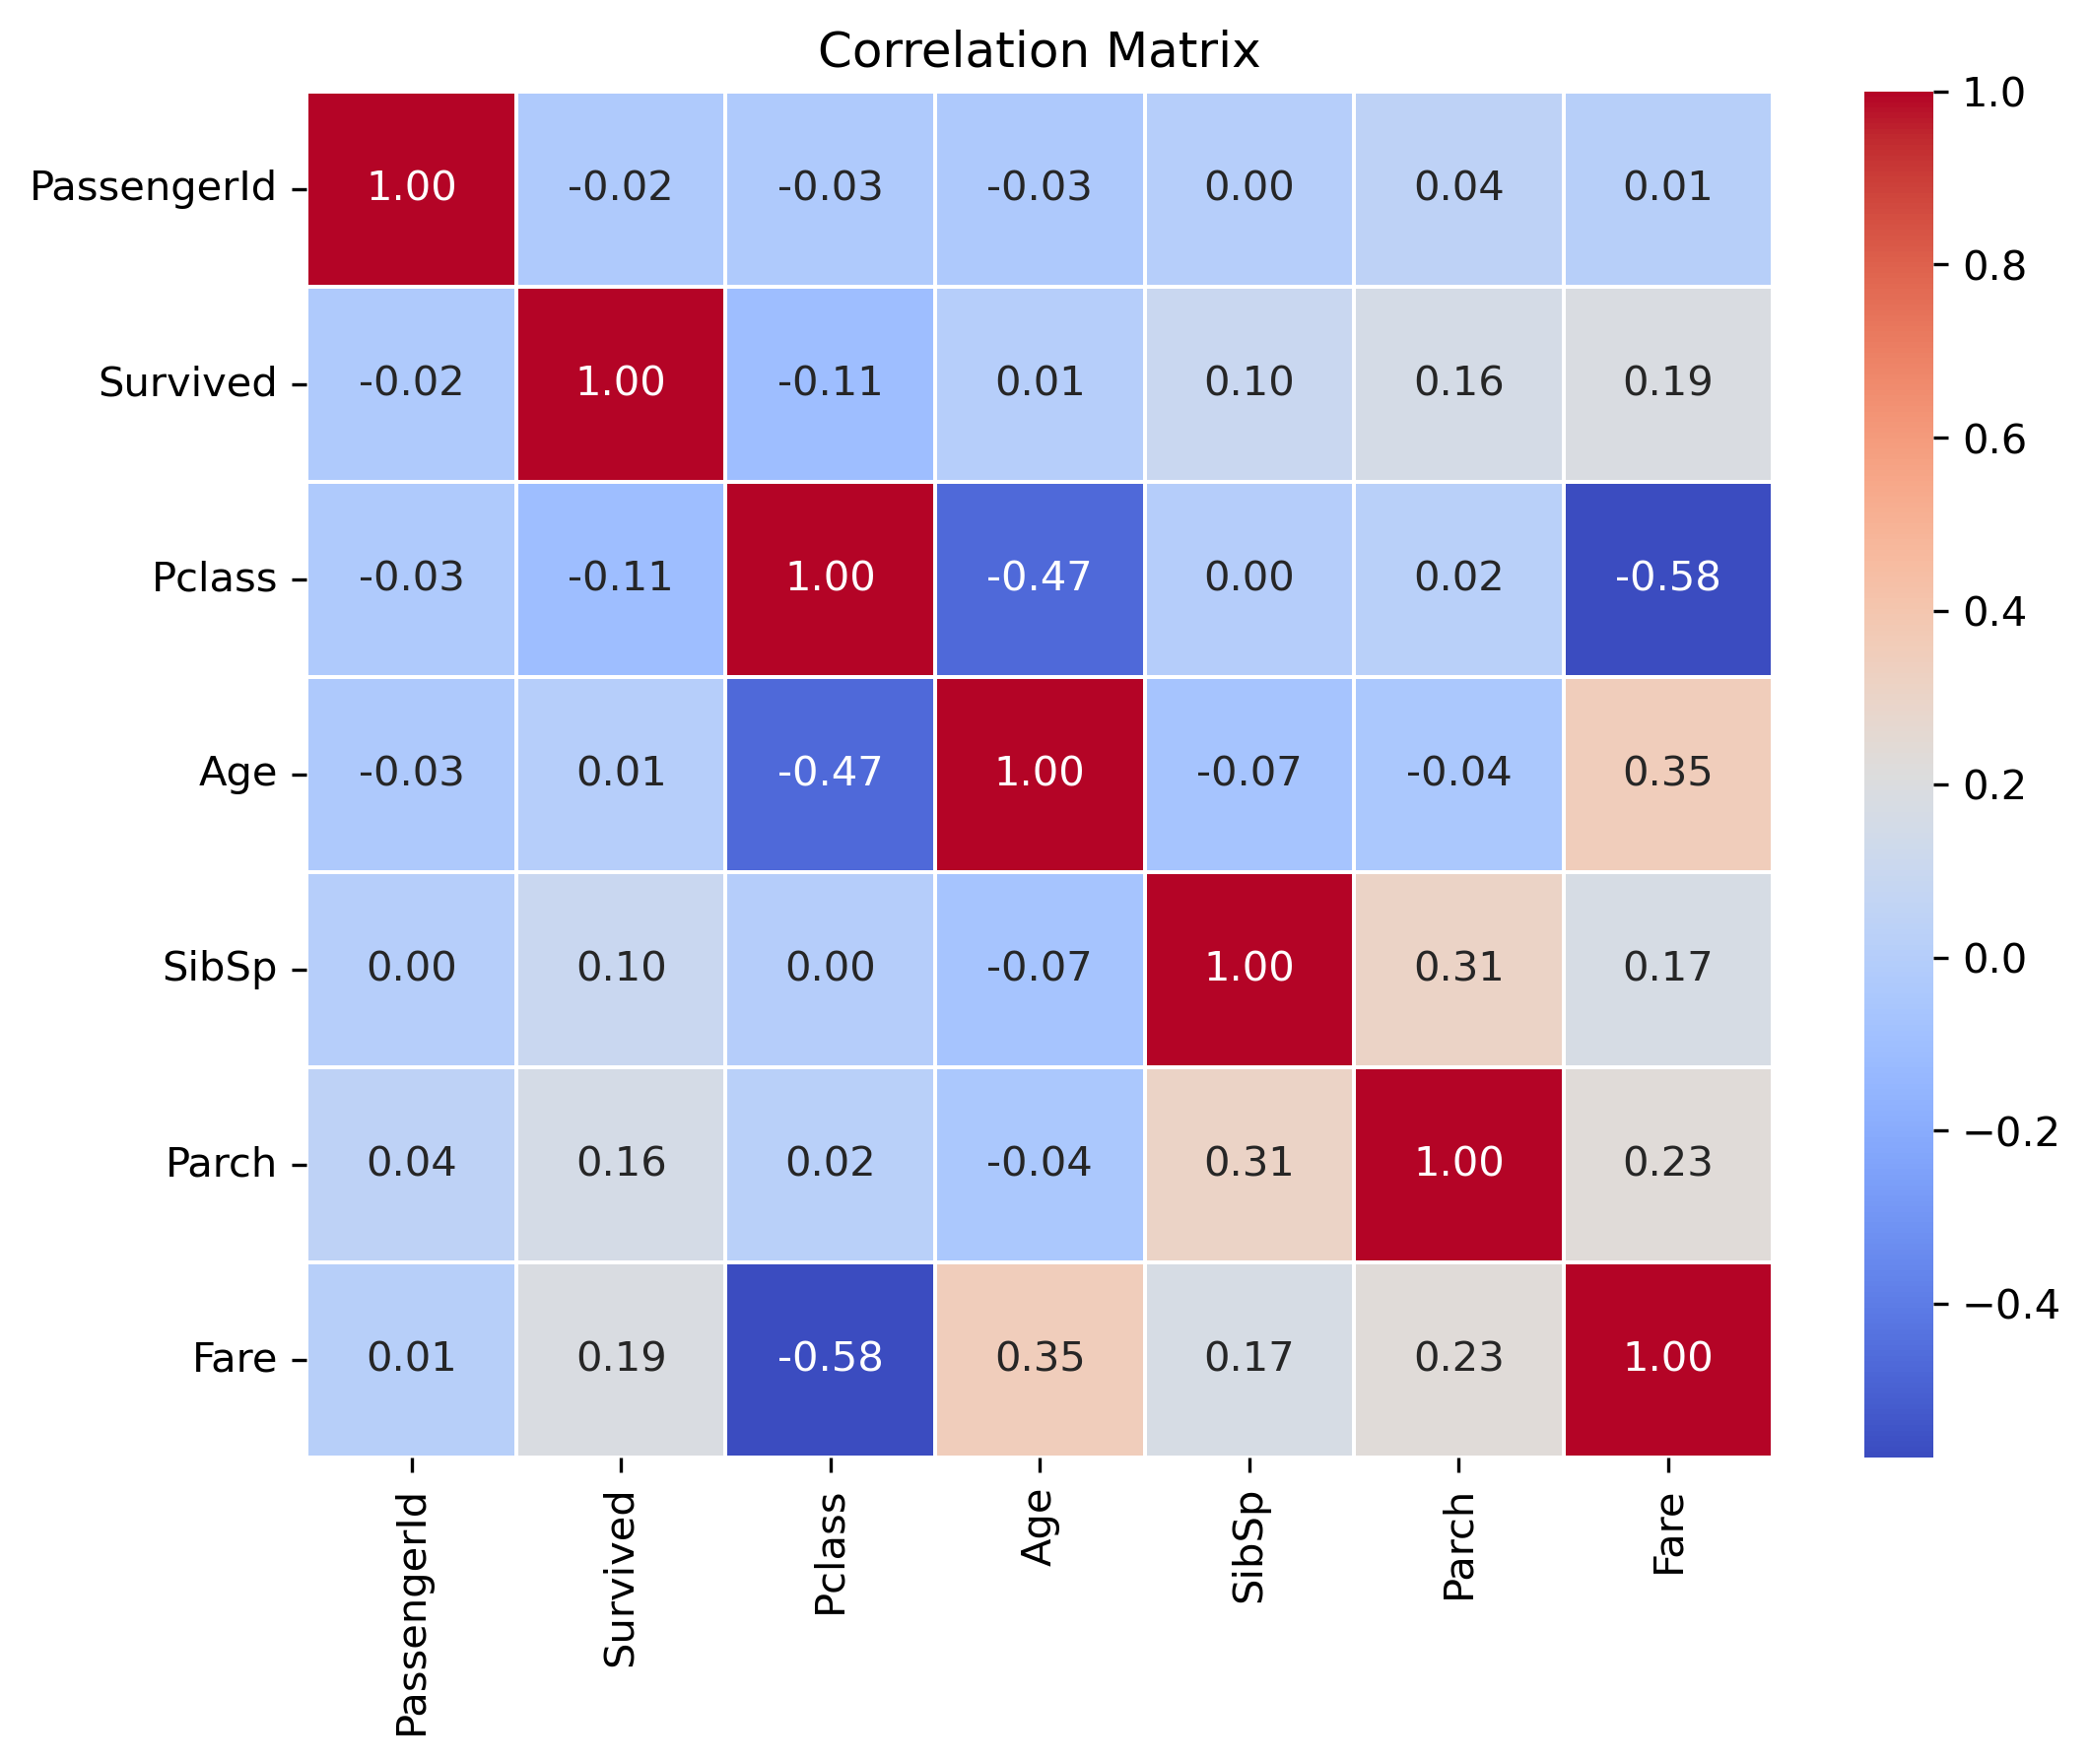 Correlation Matrix
PassengerId 1.00 -0.02 -0.03 -0.03 0.00 0.04 0.01
Survived -0.02 1.00 -0.11 0.01 0.10 0.16 0.19
Pclass -0.03 -0.11 1.00 -0.47 0.00 0.02 -0.58
Age -0.03 0.01 -0.47 1.00 -0.07 -0.04 0.35
SibSp 0.00 0.10 0.00 -0.07 1.00 0.31 0.17
Parch 0.04 0.16 0.02 -0.04 0.31 1.00 0.23
Fare 0.01 0.19 -0.58 0.35 0.17 0.23 1.00
PassengerId Survived Pclass Age SibSp Parch Fare
1.0
0.8
0.6
0.4
0.2
0.0
−0.2
−0.4